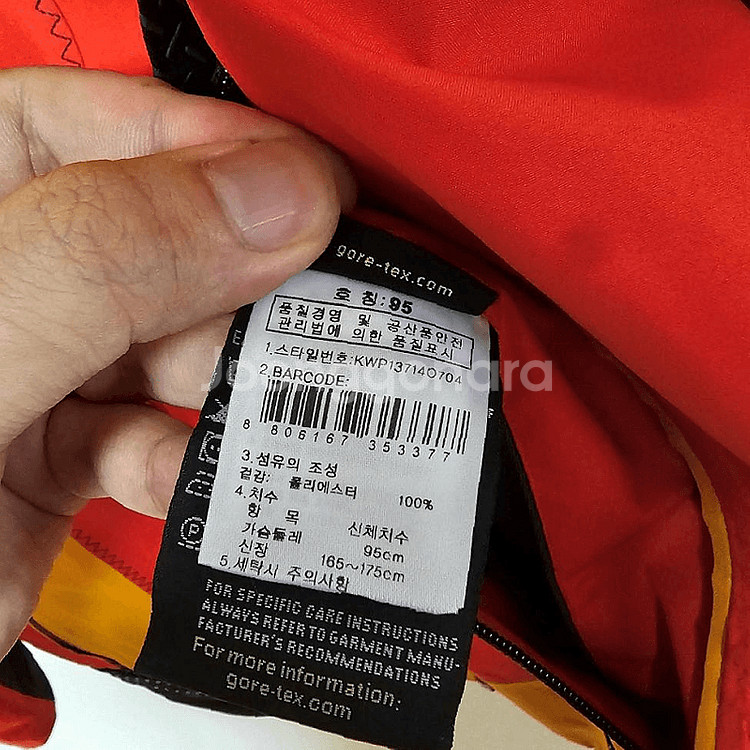 gore-tex.com
호 칭:95
품질경영 및 공산품안전
관리법에 의한 품질표시
1.스타일번호:KWP1371407​04
2.BARCODE:
Joongonara
8 806167 353377
3.섬유의 조성
겉감: 폴리에스터 100%
4.치수
항 목 신체치수
가슴둘레 95cm
신장 165~175cm
5.세탁시 주의사항
FOR SPECIFIC CARE INSTRUCTIONS
ALWAYS REFER TO GARMENT MANU-
FACTURER'S RECOMMENDATIONS
For more information:
gore-tex.com